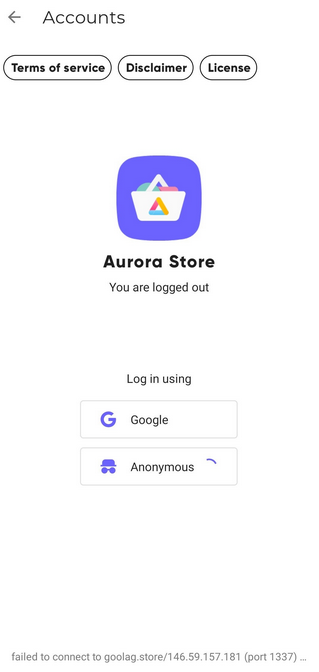 Accounts
Terms of service Disclaimer License
Aurora Store
You are logged out
Log in using
Google
Anonymous
failed to connect to goolag.store/146.59.157.181 (port 1337) ...